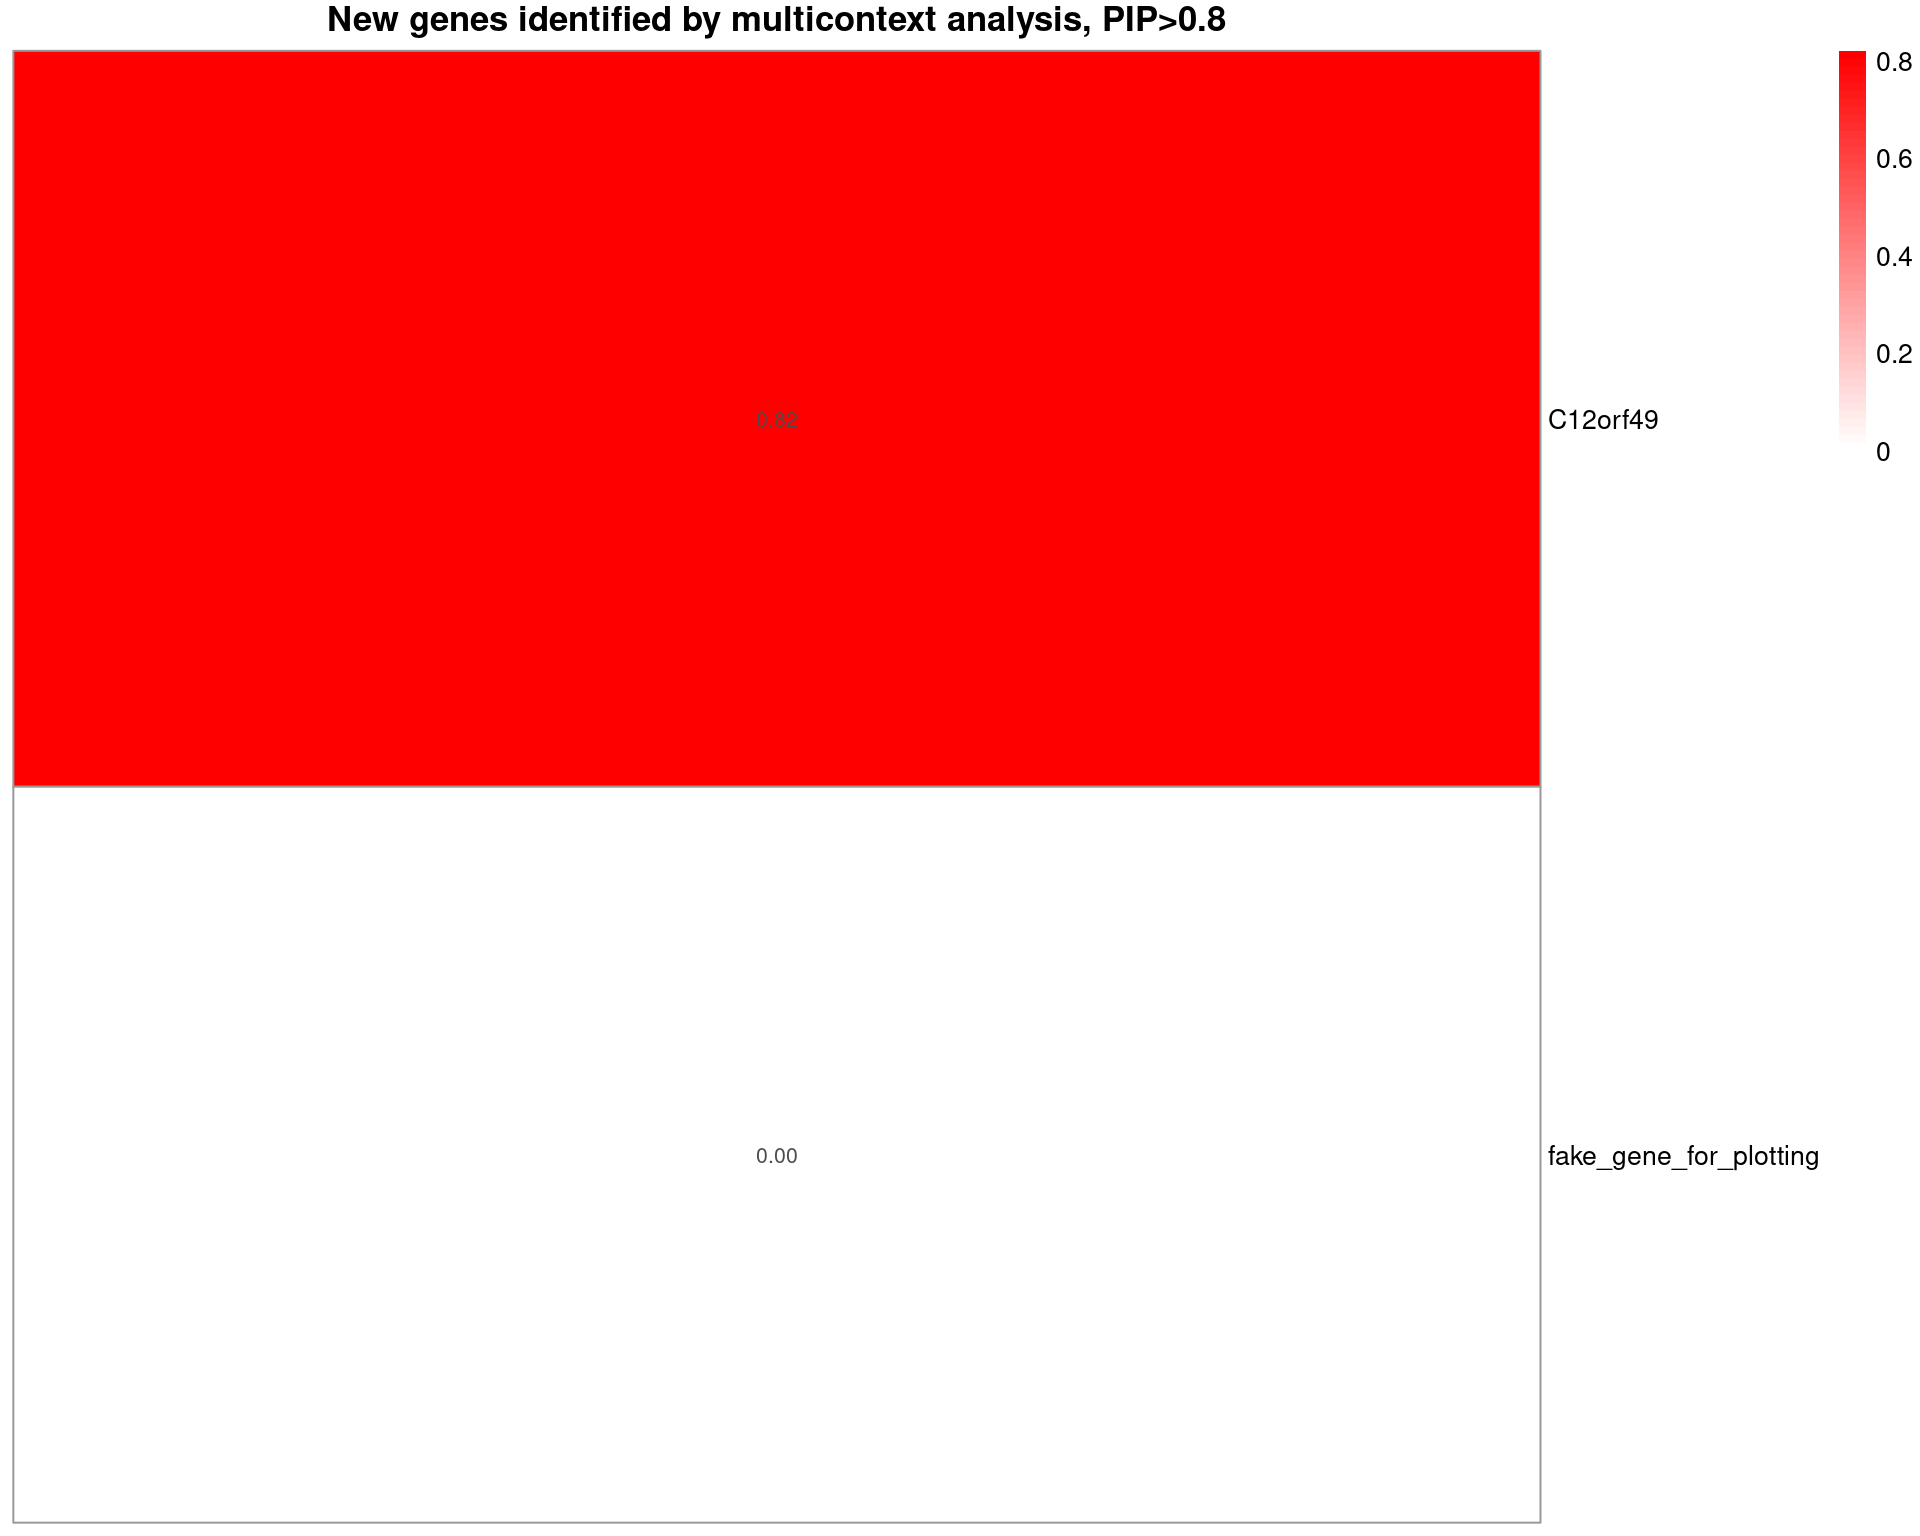 New genes identified by multicontext analysis, PIP>0.8
0.8
0.6
0.4
0.2
0
0.82
C12orf49
0.00
fake_gene_for_plotting